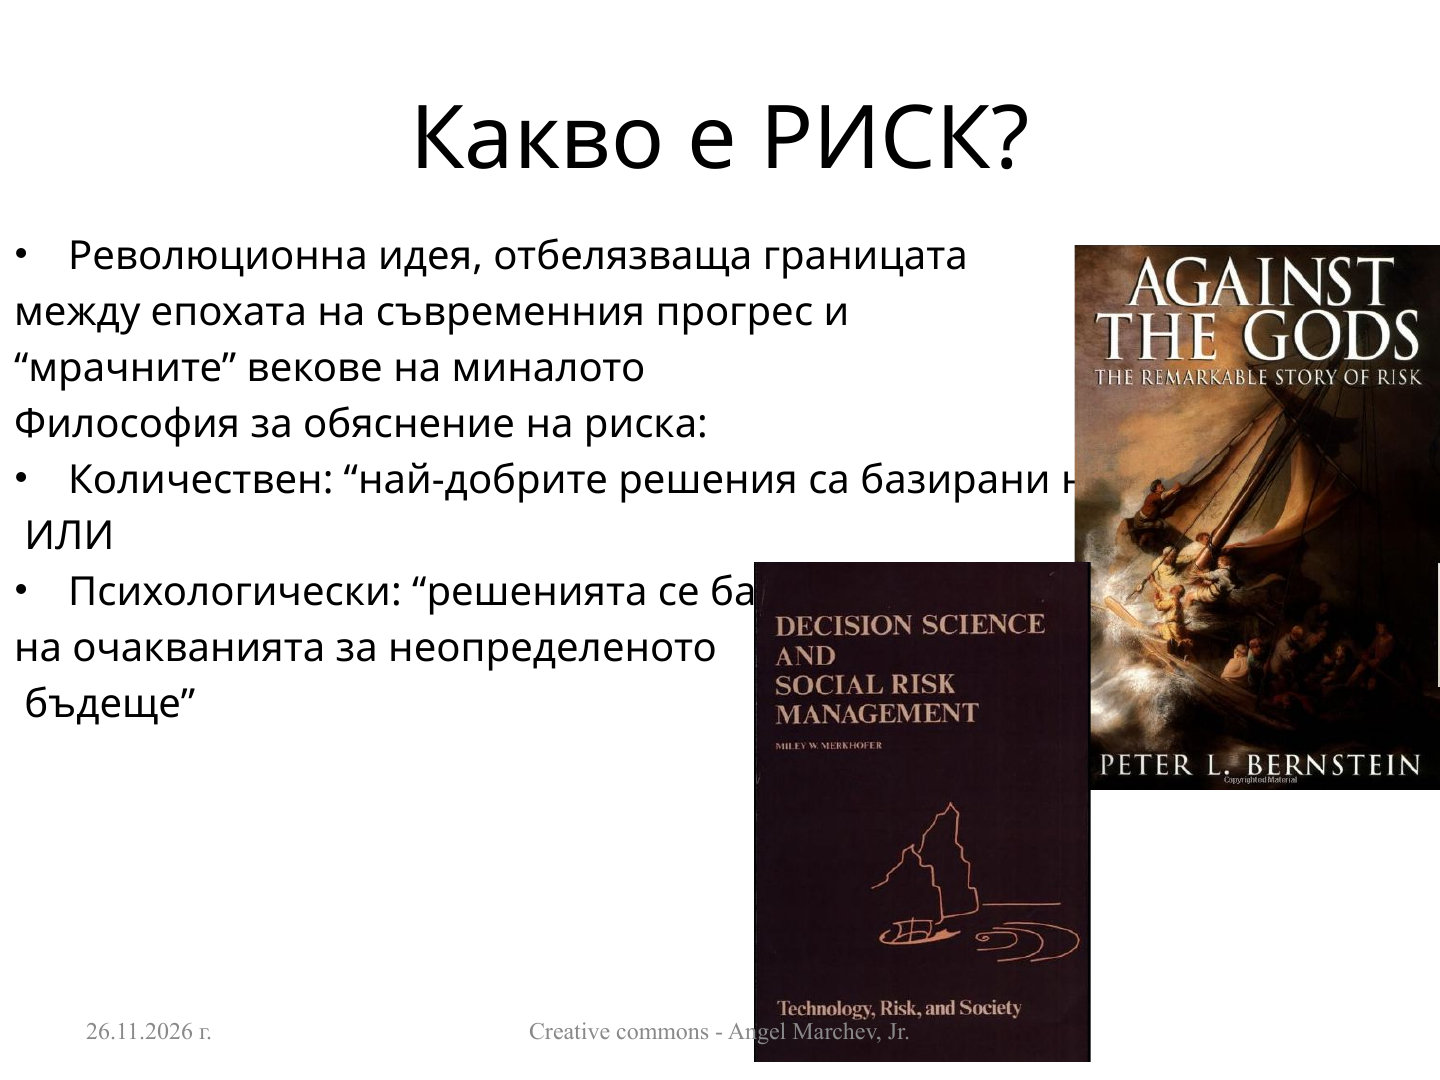 Какво е РИСК?
• Революционна идея, отбелязваща границата
между епохата на съвременния прогрес и
“мрачните” векове на миналото
Философия за обяснение на риска:
• Количествен: “най-добрите решения са базирани
ИЛИ
• Психологически: “решенията се
на очакванията за неопределеното
бъдеще”
AGAINST
THE GODS
THE REMARKABLE STORY OF RISK
PETER L. BERNSTEIN
Copyrighted Material
DECISION SCIENCE
AND
SOCIAL RISK
MANAGEMENT
MILEY W. MERKHOFER
Technology, Risk, and Society
26.11.2026 г.
Creative commons - Angel Marchev, Jr.